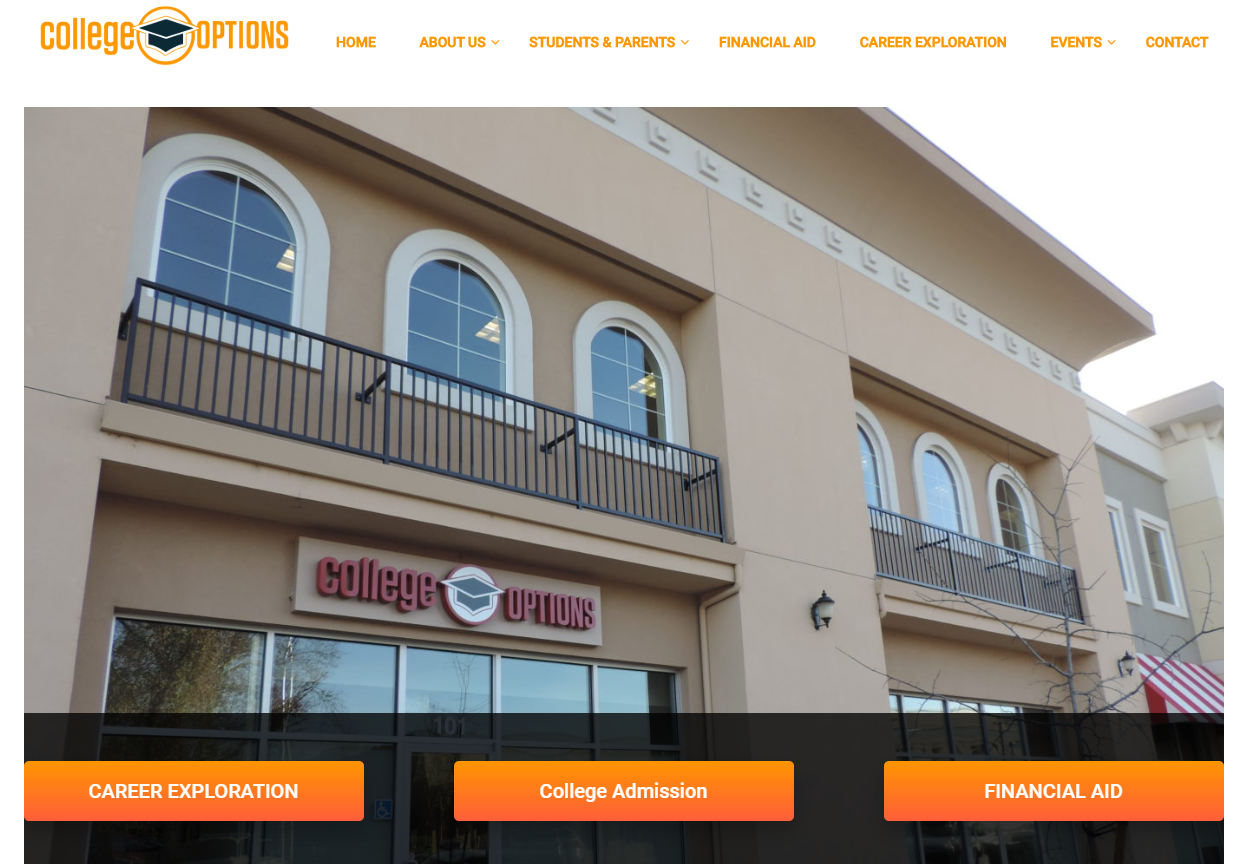 college OPTIONS
HOME
ABOUT US
STUDENTS & PARENTS
FINANCIAL AID
CAREER EXPLORATION
EVENTS
CONTACT
college OPTIONS
101
CAREER EXPLORATION
College Admission
FINANCIAL AID